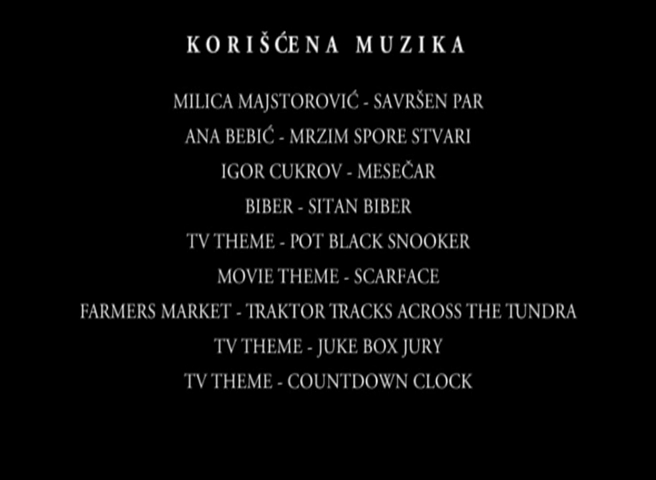 KORIŠĆENA MUZIKA
MILICA MAJSTOROVIĆ - SAVRŠEN PAR
ANA BEBIĆ - MRZIM SPORE STVARI
IGOR CUKROV - MESEČAR
BIBER - SITAN BIBER
TV THEME - POT BLACK SNOOKER
MOVIE THEME - SCARFACE
FARMERS MARKET - TRAKTOR TRACKS ACROSS THE TUNDRA
TV THEME - JUKE BOX JURY
TV THEME - COUNTDOWN CLOCK